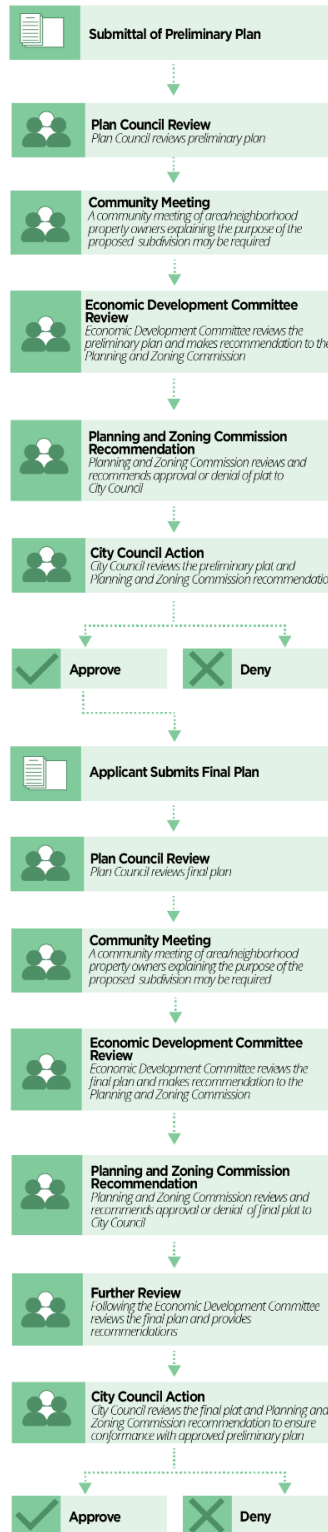 Submittal of Preliminary Plan
Plan Council Review
Plan Council reviews preliminary plan
Community Meeting
A community meeting of area/neighborhood
property owners explaining the purpose of the
proposed subdivision may be required
Economic Development Committee
Review
Economic Development Committee reviews the
preliminary plan and makes recommendation to the
Planning and Zoning Commission
Planning and Zoning Commission
Recommendation
Planning and Zoning Commission reviews and
recommends approval or denial of plat to
City Council
City Council Action
City Council reviews the preliminary plat and
Planning and Zoning Commission recommendatio
Approve
Deny
Applicant Submits Final Plan
Plan Council Review
Plan Council reviews final plan
Community Meeting
A community meeting of area/neighborhood
property owners explaining the purpose of the
proposed subdivision may be required
Economic Development Committee
Review
Economic Development Committee reviews the
final plan and makes recommendation to the
Planning and Zoning Commission
Planning and Zoning Commission
Recommendation
Planning and Zoning Commission reviews and
recommends approval or denial of final plat to
City Council
Further Review
Following the Economic Development Committee
reviews the final plan and provides
recommendations
City Council Action
City Council reviews the final plat and Planning and
Zoning Commission recommendation to ensure
conformance with approved preliminary plan
Approve
Deny